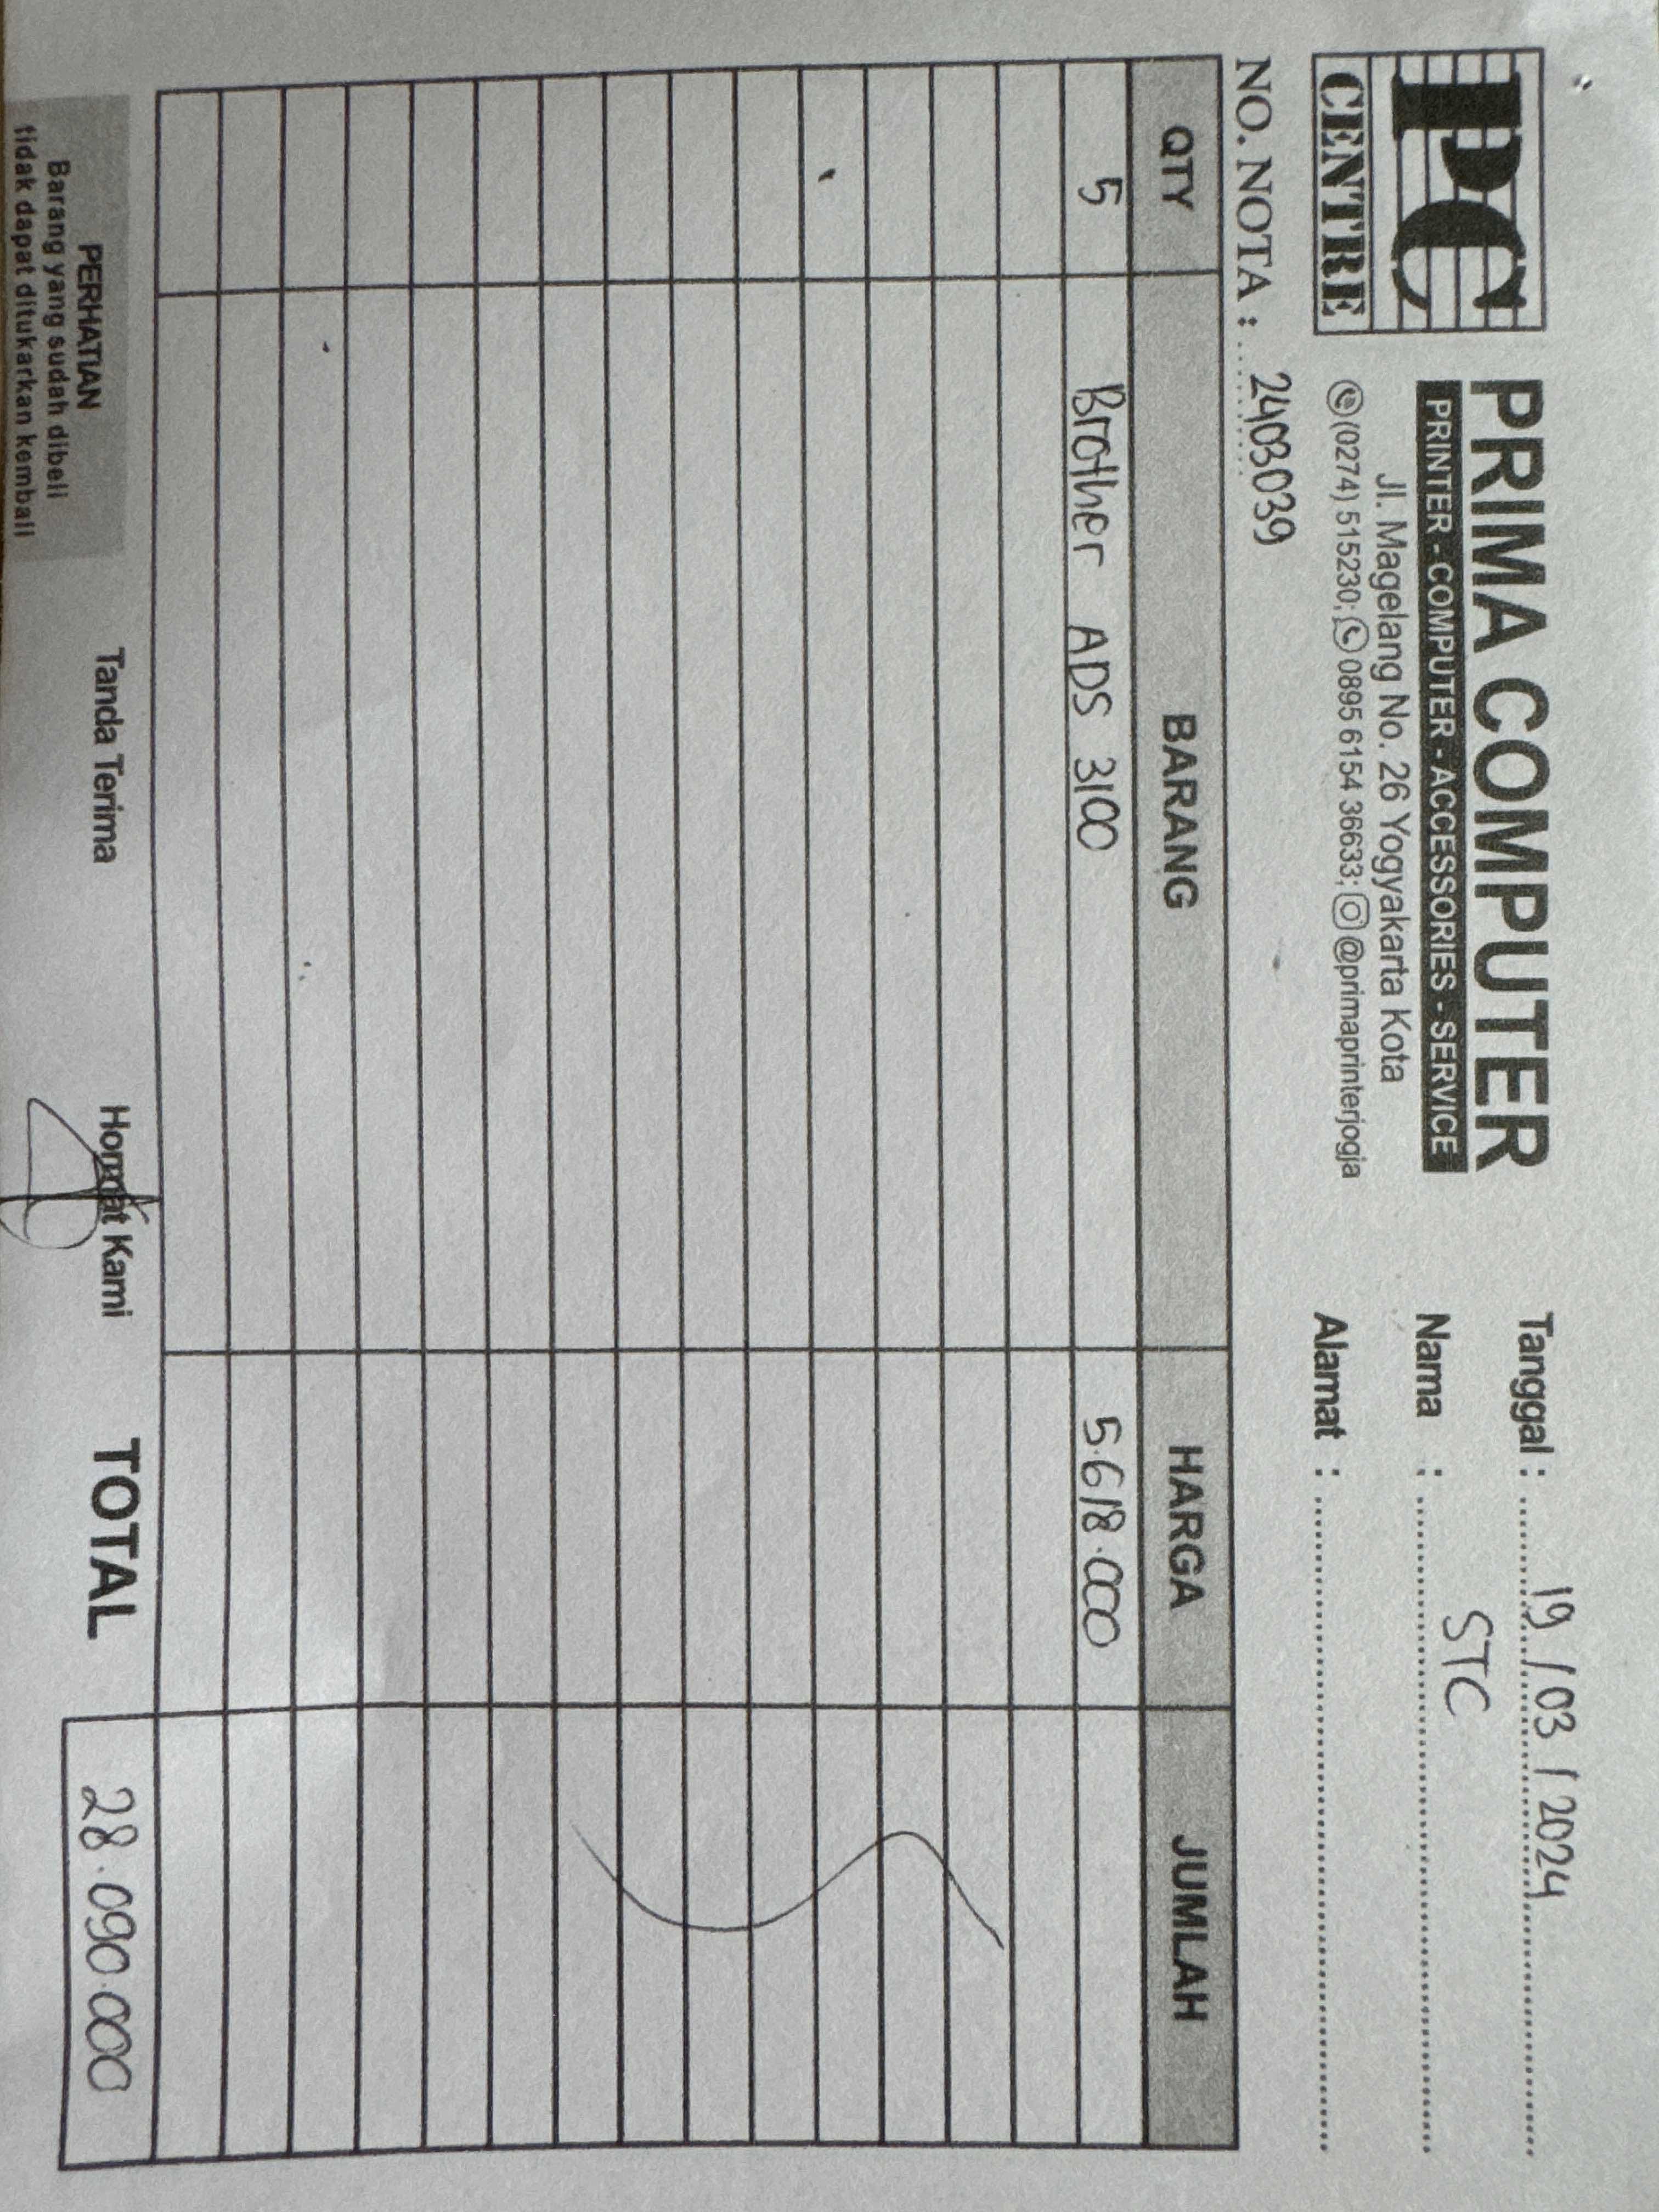 PC
CENTRE
PRIMA COMPUTER
PRINTER - COMPUTER - ACCESSORIES - SERVICE
Jl. Magelang No. 26 Yogyakarta Kota
(0274) 515230; 0895 6154 36633; @primaprinterjogja
Tanggal : 19 / 03 / 2024
Nama : STC
Alamat :
NO. NOTA : 2403039
QTY BARANG HARGA JUMLAH
5 Brother ADS 3100 5.618.000
PERHATIAN
Barang yang sudah dibeli
tidak dapat ditukarkan kembali
Tanda Terima
Hormat Kami
TOTAL 28.090.000